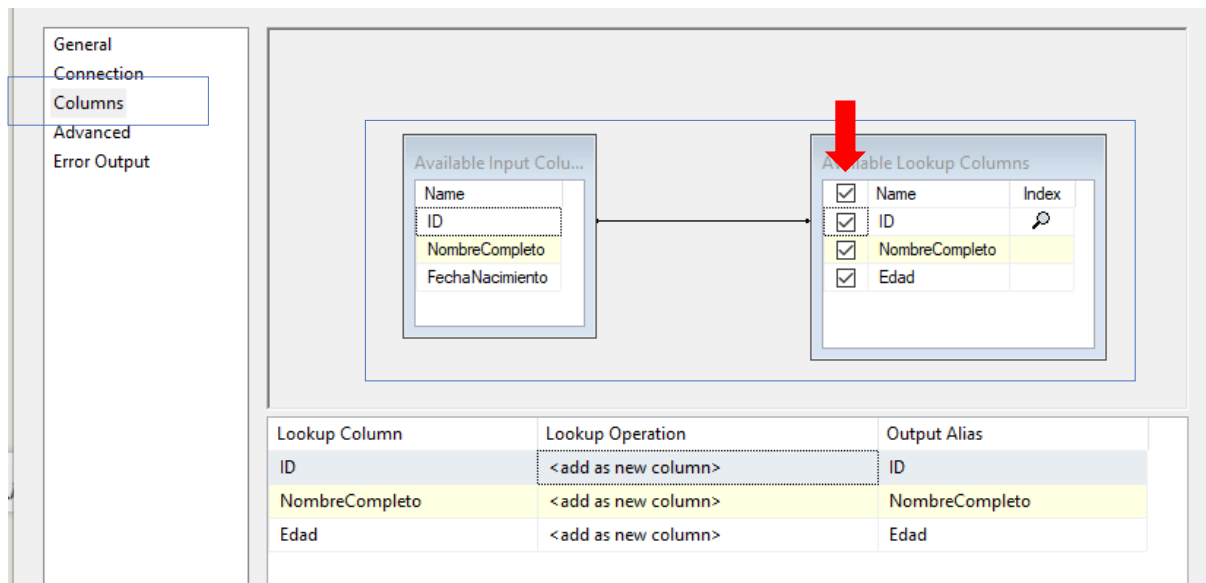 General
Connection
Columns
Advanced
Error Output
Available Input Colu...
Name
ID
NombreCompleto
FechaNacimiento
Available Lookup Columns
Name Index
ID
NombreCompleto
Edad
Lookup Column Lookup Operation Output Alias
ID <add as new column> ID
NombreCompleto <add as new column> NombreCompleto
Edad <add as new column> Edad